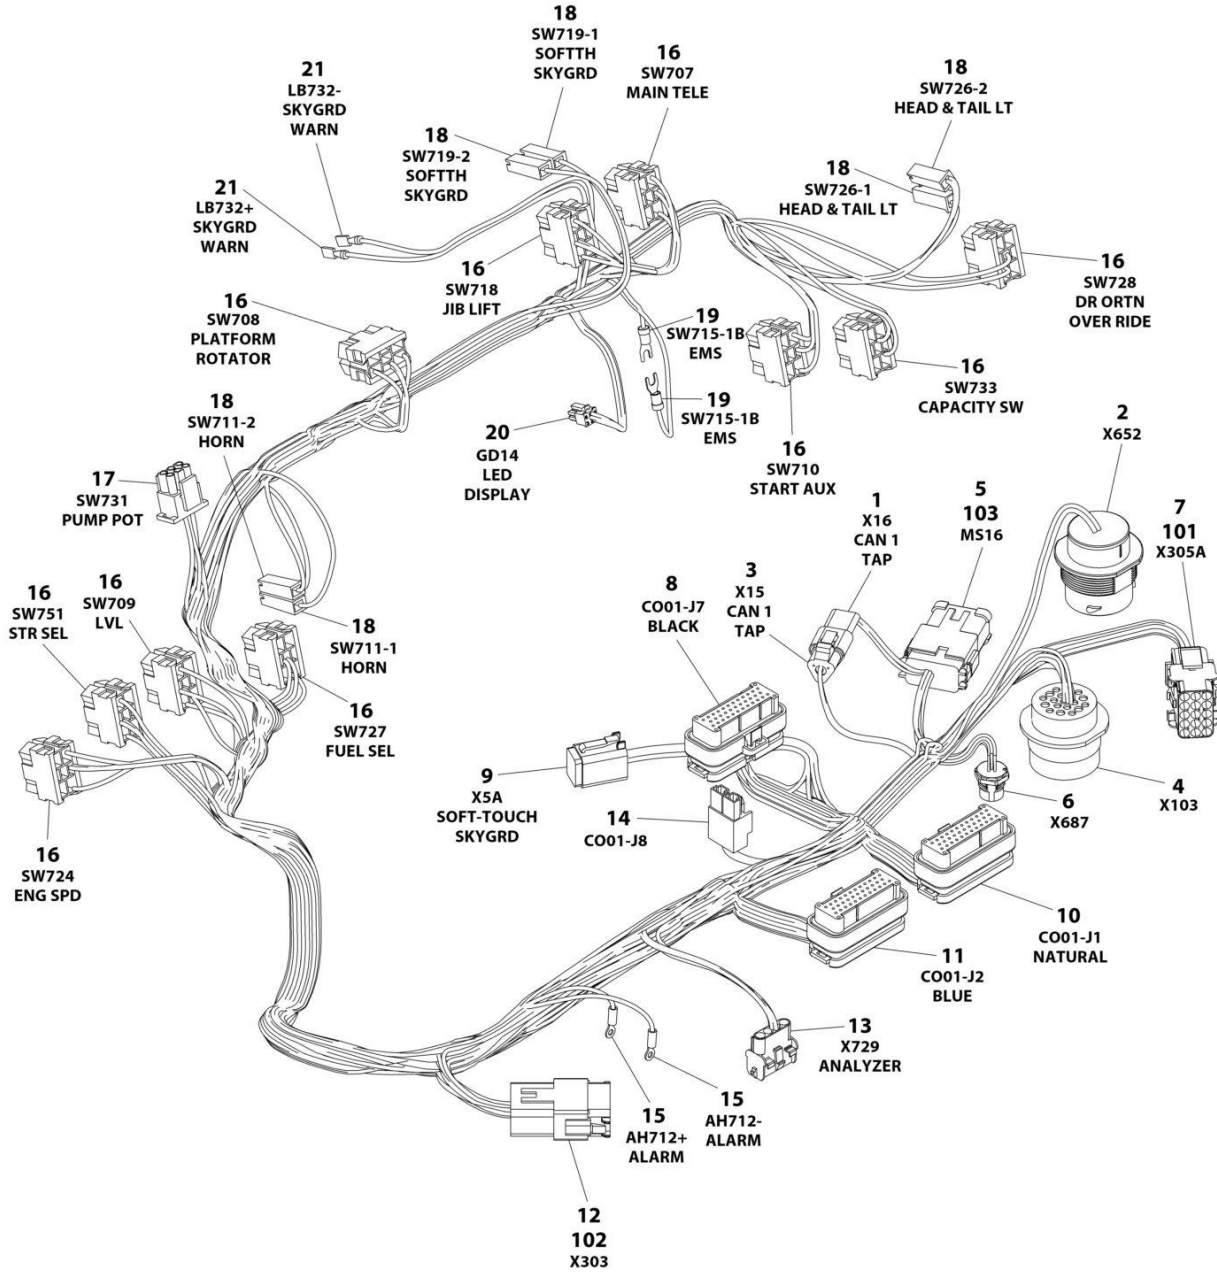 18
SW719-1
SOFTTH
SKYGRD
16
SW707
MAIN TELE
18
SW726-2
HEAD & TAIL LT
21
LB732-
SKYGRD
WARN
18
SW719-2
SOFTTH
SKYGRD
18
SW726-1
HEAD & TAIL LT
21
LB732+
SKYGRD
WARN
16
SW718
JIB LIFT
16
SW728
DR ORTN
OVER RIDE
16
SW708
PLATFORM
ROTATOR
19
SW715-1B
EMS
16
SW733
CAPACITY SW
19
SW715-1B
EMS
18
SW711-2
HORN
20
GD14
LED
DISPLAY
16
SW710
START AUX
2
X652
17
SW731
PUMP POT
1
X16
CAN 1
TAP
5
103
MS16
7
101
X305A
3
X15
CAN 1
TAP
8
CO01-J7
BLACK
16
SW751
STR SEL
16
SW709
LVL
18
SW711-1
HORN
16
SW727
FUEL SEL
9
X5A
SOFT-TOUCH
SKYGRD
14
CO01-J8
6
X687
4
X103
16
SW724
ENG SPD
10
CO01-J1
NATURAL
11
CO01-J2
BLUE
13
X729
ANALYZER
15
AH712+
ALARM
15
AH712-
ALARM
12
102
X303